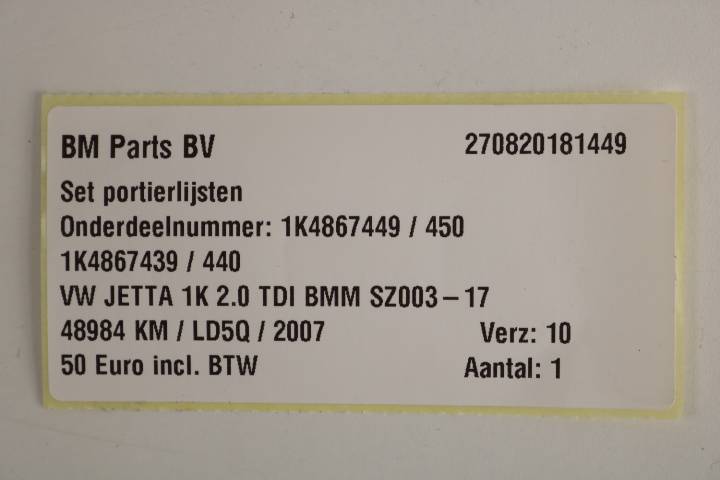 BM Parts BV 270820181449
Set portierlijsten
Onderdeelnummer: 1K4867449 / 450
1K4867439 / 440
VW JETTA 1K 2.0 TDI BMM SZ003 – 17
48984 KM / LD5Q / 2007 Verz: 10
50 Euro incl. BTW Aantal: 1